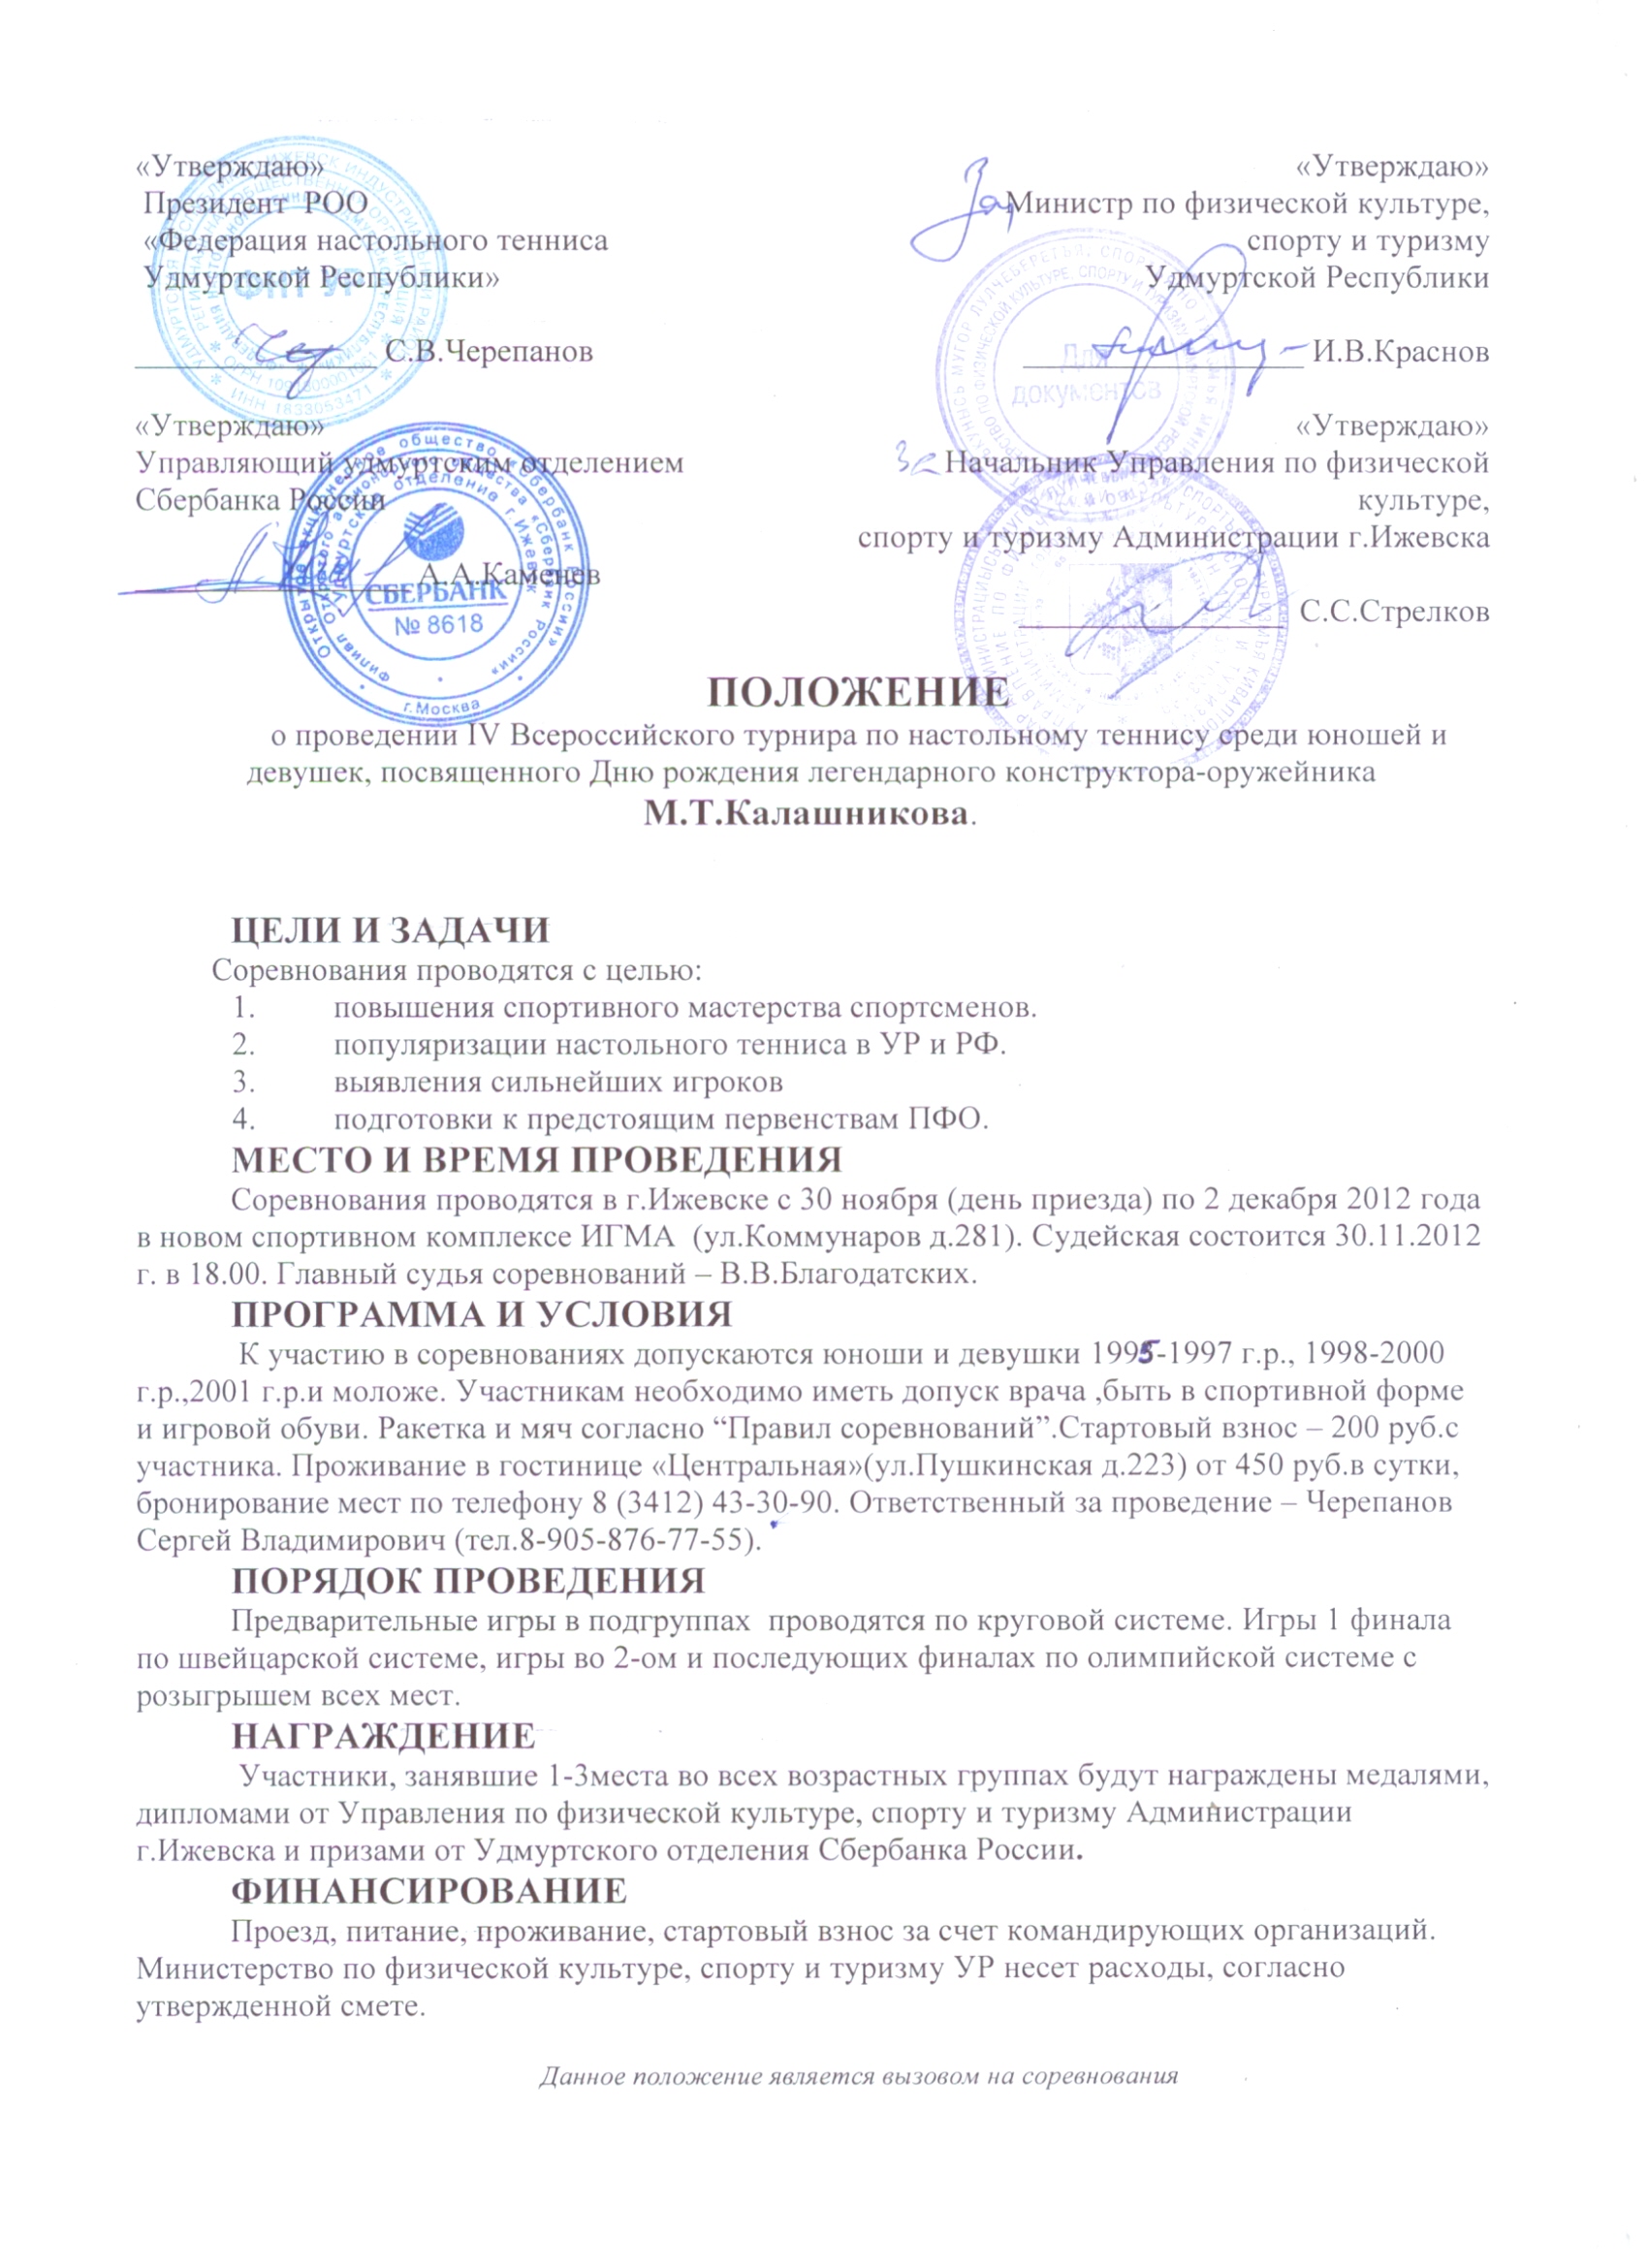 «Утверждаю»
Президент РОО
«Федерация настольного тенниса
Удмуртской Республики»
С.В.Черепанов
«Утверждаю»
Министр по физической культуре,
спорту и туризму
Удмуртской Республики
И.В.Краснов
«Утверждаю»
Управляющий удмуртским отделением
Сбербанка России
А.А.Каменев
«Утверждаю»
Начальник Управления по физической
культуре,
спорту и туризму Администрации г.Ижевска
С.С.Стрелков
ФНТ УР
ИНН 1833053471
Для
документов
СБЕРБАНК
№ 8618
г.Москва
ПОЛОЖЕНИЕ
о проведении IV Всероссийского турнира по настольному теннису среди юношей и
девушек, посвященного Дню рождения легендарного конструктора-оружейника
М.Т.Калашникова.
ЦЕЛИ И ЗАДАЧИ
Соревнования проводятся с целью:
1. повышения спортивного мастерства спортсменов.
2. популяризации настольного тенниса в УР и РФ.
3. выявления сильнейших игроков
4. подготовки к предстоящим первенствам ПФО.
МЕСТО И ВРЕМЯ ПРОВЕДЕНИЯ
Соревнования проводятся в г.Ижевске с 30 ноября (день приезда) по 2 декабря 2012 года
в новом спортивном комплексе ИГМА (ул.Коммунаров д.281). Судейская состоится 30.11.2012
г. в 18.00. Главный судья соревнований – В.В.Благодатских.
ПРОГРАММА И УСЛОВИЯ
К участию в соревнованиях допускаются юноши и девушки 1995-1997 г.р., 1998-2000
г.р.,2001 г.р.и моложе. Участникам необходимо иметь допуск врача ,быть в спортивной форме
и игровой обуви. Ракетка и мяч согласно “Правил соревнований”.Стартовый взнос – 200 руб.с
участника. Проживание в гостинице «Центральная»(ул.Пушкинская д.223) от 450 руб.в сутки,
бронирование мест по телефону 8 (3412) 43-30-90. Ответственный за проведение – Черепанов
Сергей Владимирович (тел.8-905-876-77-55).
ПОРЯДОК ПРОВЕДЕНИЯ
Предварительные игры в подгруппах проводятся по круговой системе. Игры 1 финала
по швейцарской системе, игры во 2-ом и последующих финалах по олимпийской системе с
розыгрышем всех мест.
НАГРАЖДЕНИЕ
Участники, занявшие 1-3места во всех возрастных группах будут награждены медалями,
дипломами от Управления по физической культуре, спорту и туризму Администрации
г.Ижевска и призами от Удмуртского отделения Сбербанка России.
ФИНАНСИРОВАНИЕ
Проезд, питание, проживание, стартовый взнос за счет командирующих организаций.
Министерство по физической культуре, спорту и туризму УР несет расходы, согласно
утвержденной смете.
Данное положение является вызовом на соревнования